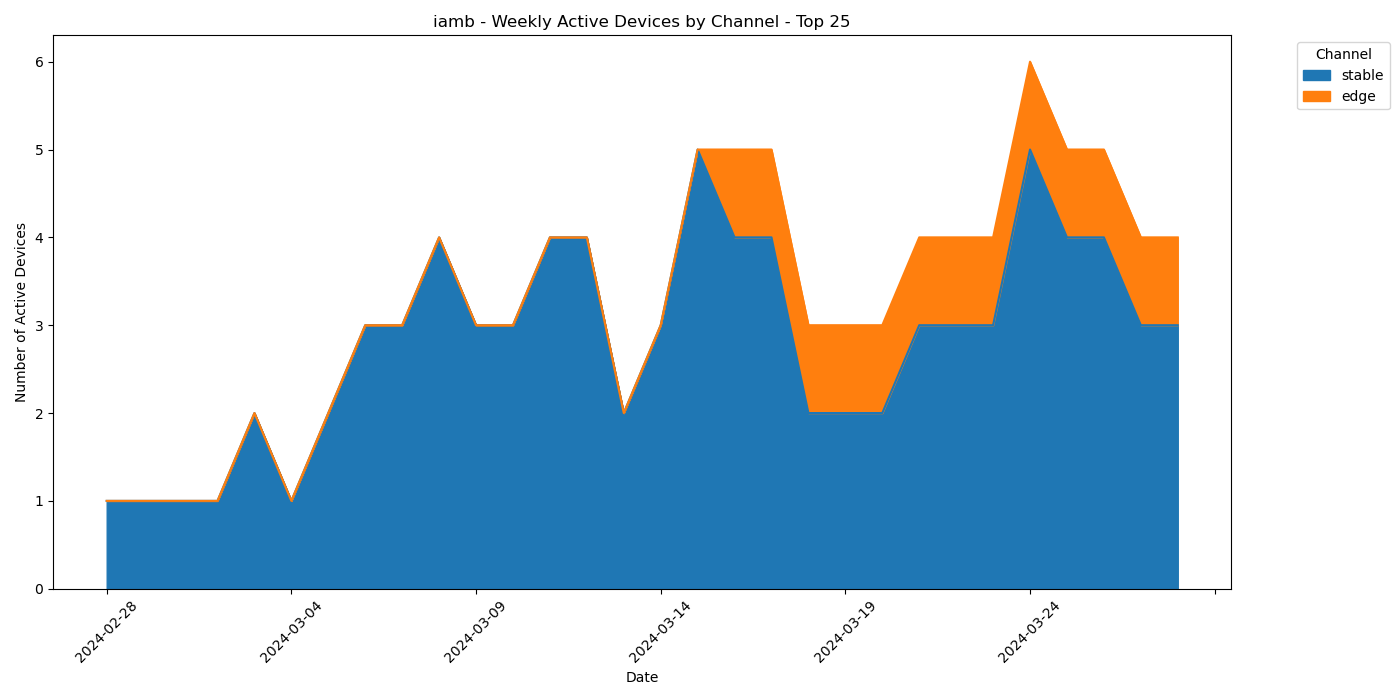 iamb - Weekly Active Devices by Channel - Top 25
Channel
stable
edge
Number of Active Devices
6
5
4
3
2
1
0
2024-02-28
2024-03-04
2024-03-09
2024-03-14
2024-03-19
2024-03-24
Date